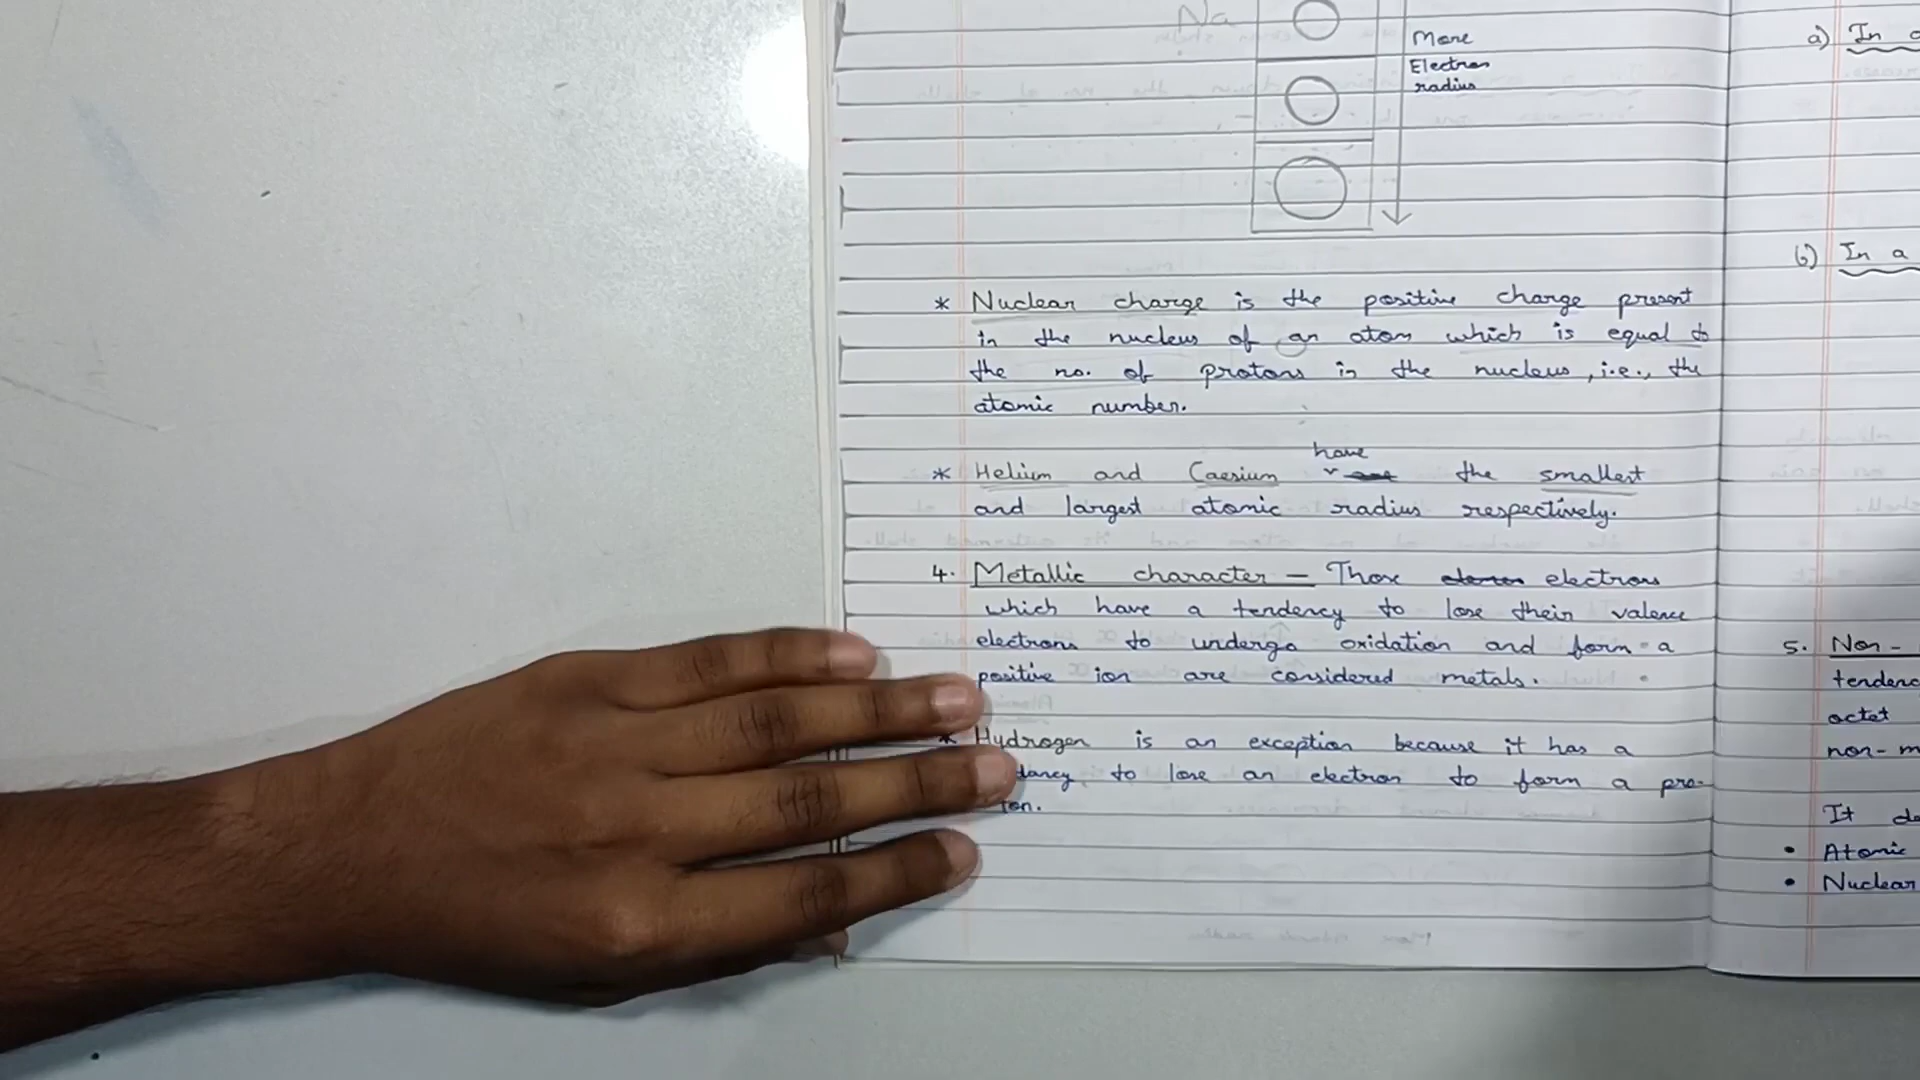 Na
More
Electron
radius
* Nuclear charge is the positive charge present
in the nucleus of an atom which is equal to
the no. of protons in the nucleus, i.e., the
atomic number.
have
* Helium and Caesium the smallest
and largest atomic radius respectively.
4. Metallic character – Those electrons
which have a tendency to lose their valence
electrons to undergo oxidation and form a
positive ion are considered metals.
* Hydrogen is an exception because it has a
dancy to lose an electron to form a pro-
ton.
a) In
b) In a
5. Non-
tendenc
octet
non-m
It de
• Atomic
• Nuclear